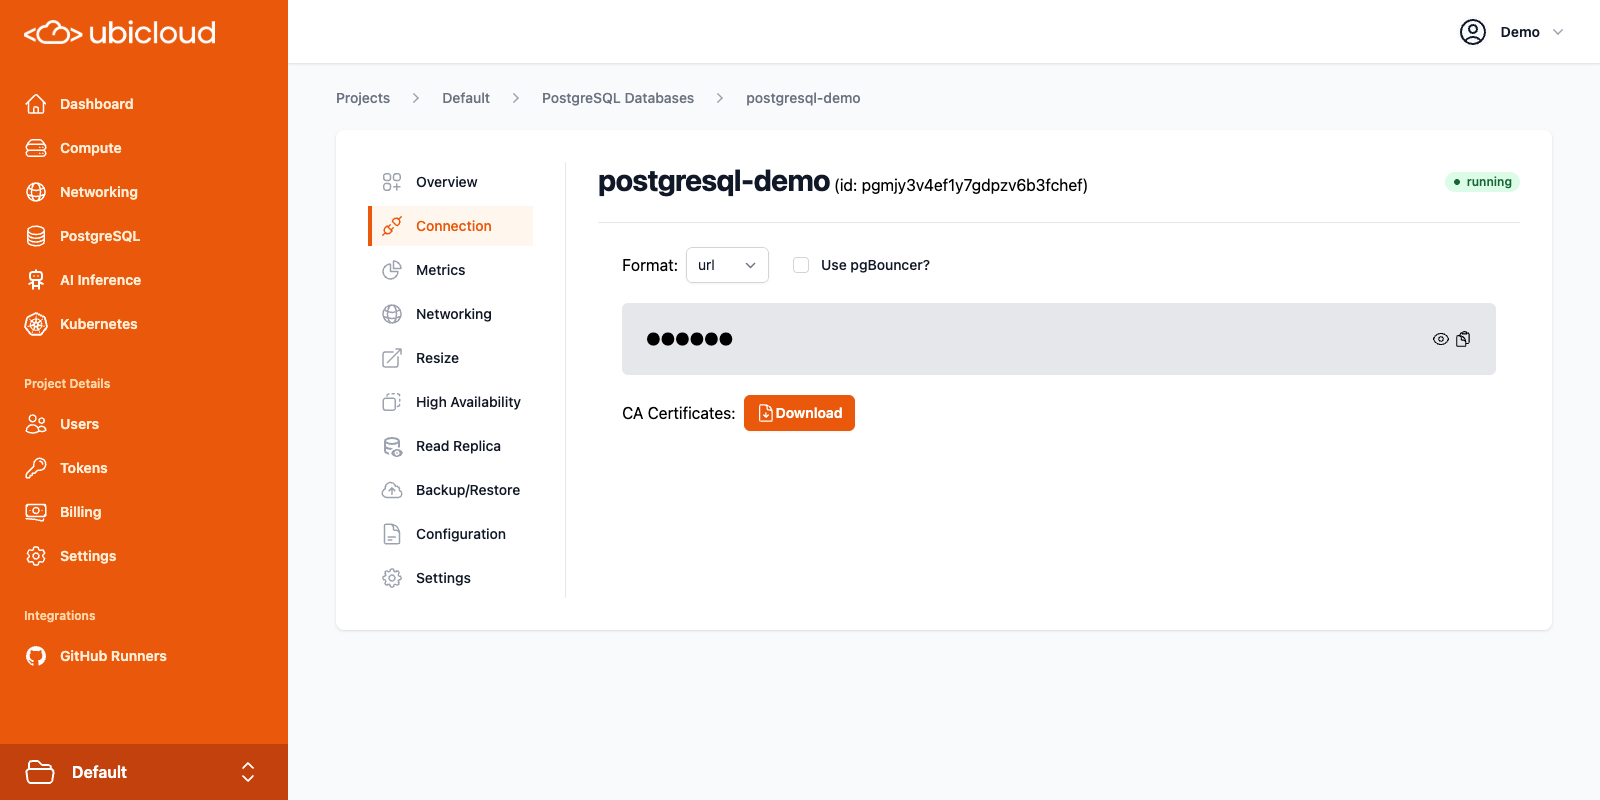 ubicloud
Demo
Dashboard
Compute
Networking
PostgreSQL
AI Inference
Kubernetes
Project Details
Users
Tokens
Billing
Settings
Integrations
GitHub Runners
Default
Projects
Default
PostgreSQL Databases
postgresql-demo
Overview
Connection
Metrics
Networking
Resize
High Availability
Read Replica
Backup/Restore
Configuration
Settings
postgresql-demo (id: pgmjy3v4ef1y7gdpzv6b3fchef)
running
Format: url
Use pgBouncer?
●●●●●●
CA Certificates: Download